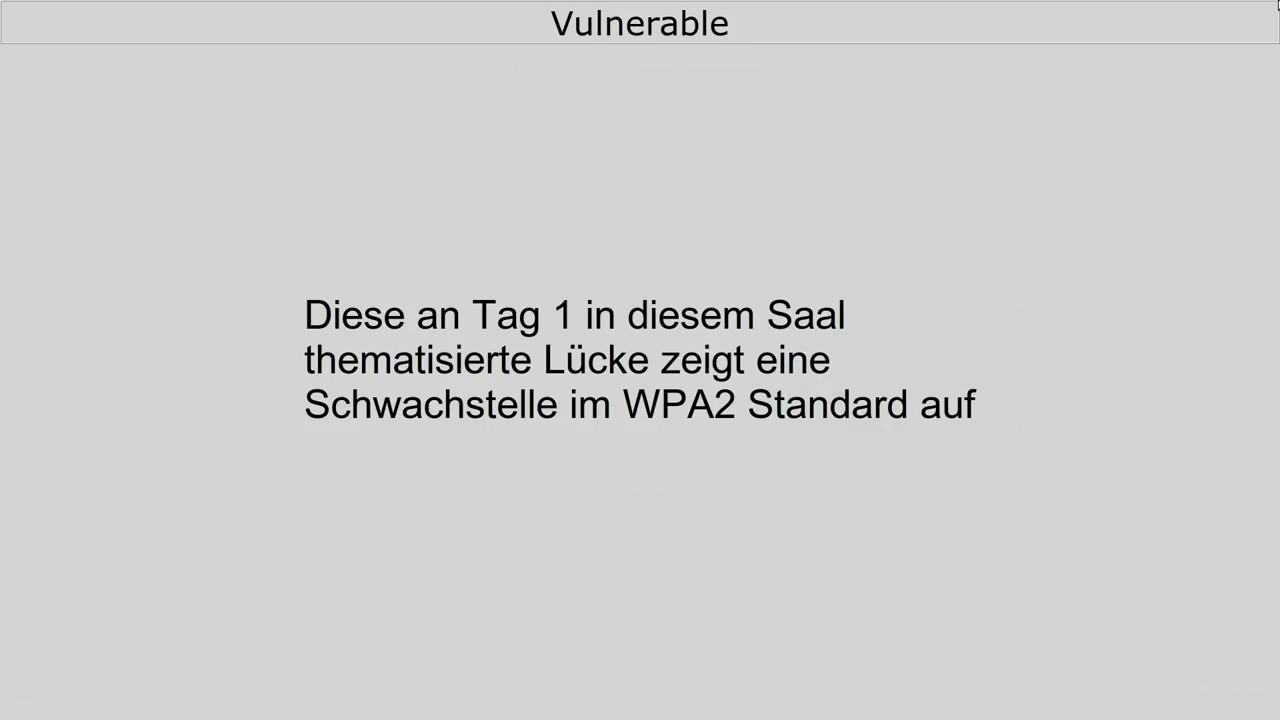 Vulnerable
Diese an Tag 1 in diesem Saal
thematisierte Lücke zeigt eine
Schwachstelle im WPA2 Standard auf